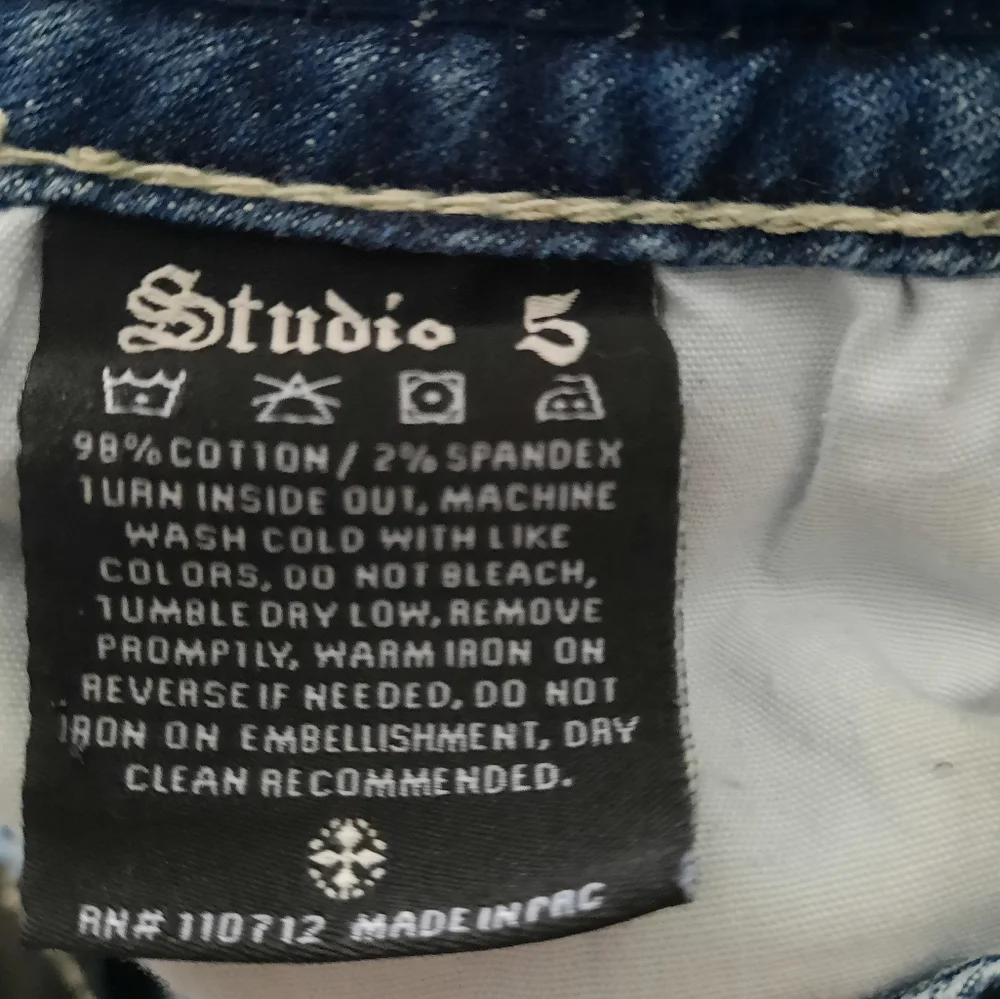 Studio 5
98% COTTON / 2% SPANDEX
TURN INSIDE OUT, MACHINE
WASH COLD WITH LIKE
COLORS, DO NOT BLEACH,
TUMBLE DRY LOW, REMOVE
PROMPTLY, WARM IRON ON
REVERSE IF NEEDED, DO NOT
IRON ON EMBELLISHMENT, DRY
CLEAN RECOMMENDED.
RN# 110712 MADE IN PRC